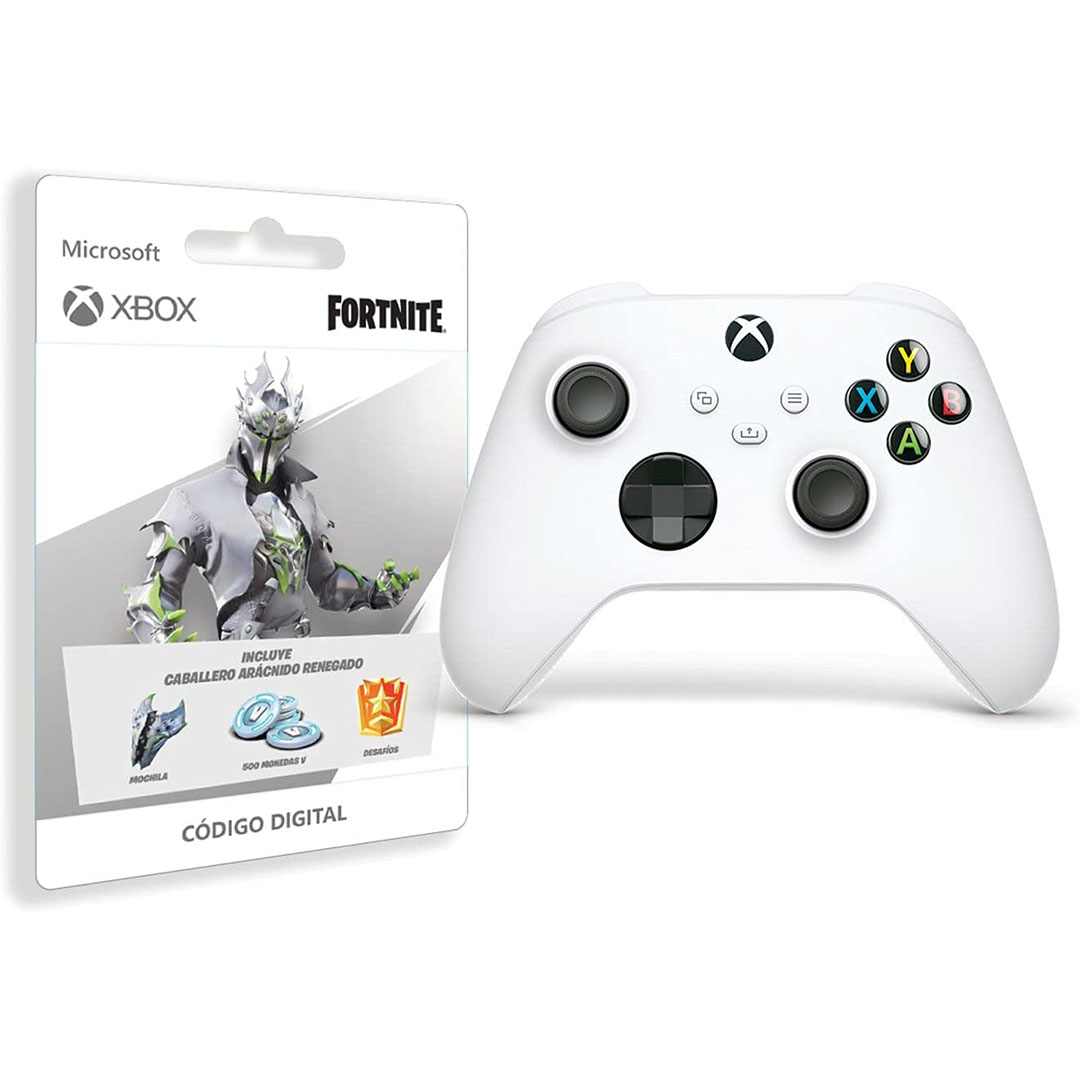 Microsoft
XBOX
FORTNITE
INCLUYE
CABALLERO ARÁCNIDO RENEGADO
MOCHILA
500 MONEDAS V
DESAFÍOS
CÓDIGO DIGITAL
Y
X
B
A